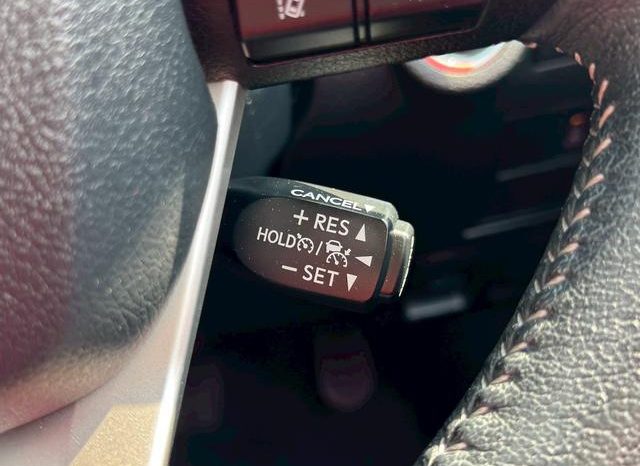 CANCEL▼
+ RES ▲
HOLD / ◀
− SET ▼